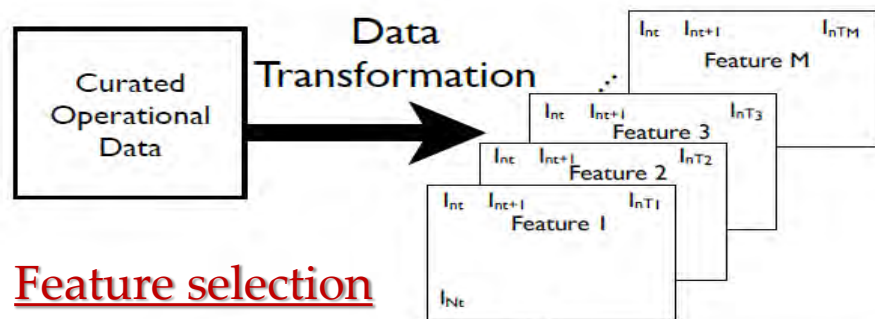 Curated
Operational
Data
Data
Transformation
Int Int+1 InTM
Feature M
Int Int+1 InT3
Feature 3
Int Int+1 InT2
Feature 2
Int Int+1 InT1
Feature 1
INt
Feature selection